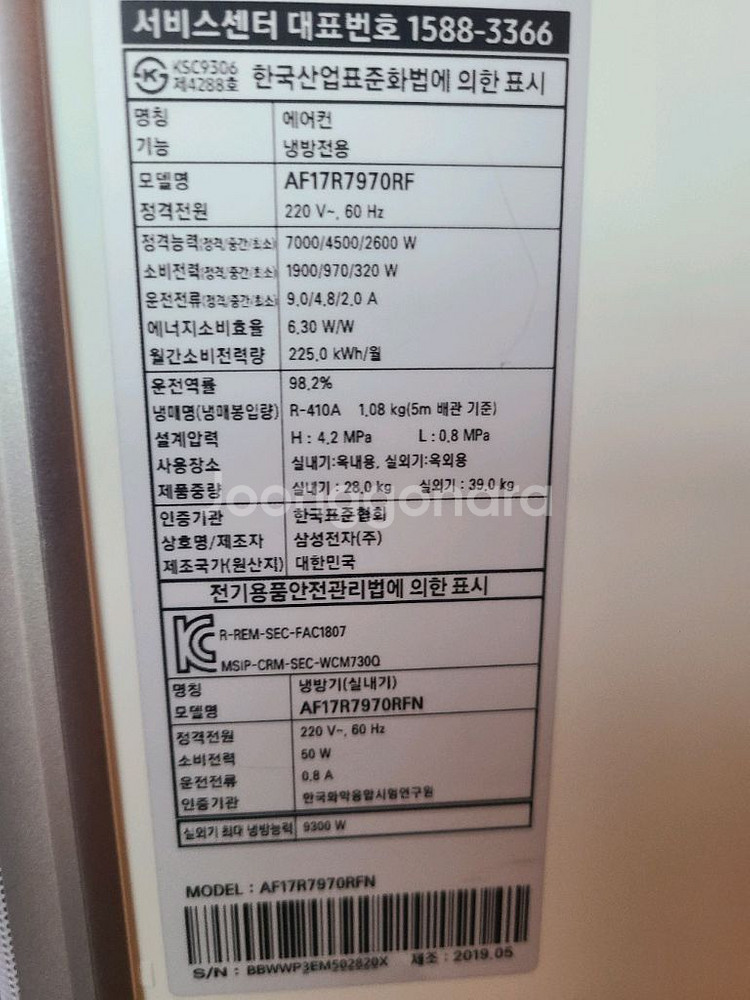 서비스센터 대표번호 1588-3366
KSC9306
제4288호
한국산업표준화법에 의한 표시
명칭 에어컨
기능 냉방전용
모델명 AF17R7970RF
정격전원 220 V~, 60 Hz
정격능력(정격/중간/최소) 7000/4500/2600 W
소비전력(정격/중간/최소) 1900/970/320 W
운전전류(정격/중간/최소) 9.0/4.8/2.0 A
에너지소비효율 6.30 W/W
월간소비전력량 225.0 kWh/월
운전역률 98.2%
냉매명(냉매봉입량) R-410A 1.08 kg(5m 배관 기준)
설계압력 H : 4.2 MPa L : 0.8 MPa
사용장소 실내기:옥내용, 실외기:옥외용
제품중량 실내기 : 28.0 kg 실외기 : 39.0 kg
joonggonara
인증기관 한국표준협회
상호명/제조자 삼성전자(주)
제조국가(원산지) 대한민국
전기용품안전관리법에 의한 표시
R-REM-SEC-FAC1807
MSIP-CRM-SEC-WCM730Q
명칭 냉방기(실내기)
모델명 AF17R7970RFN
정격전원 220 V~, 60 Hz
소비전력 50 W
운전전류 0.8 A
인증기관
실외기 최대 냉방능력 9300 W
MODEL : AF17R7970RFN
S/N : BBWWP3EM502820X 제조 : 2019.05